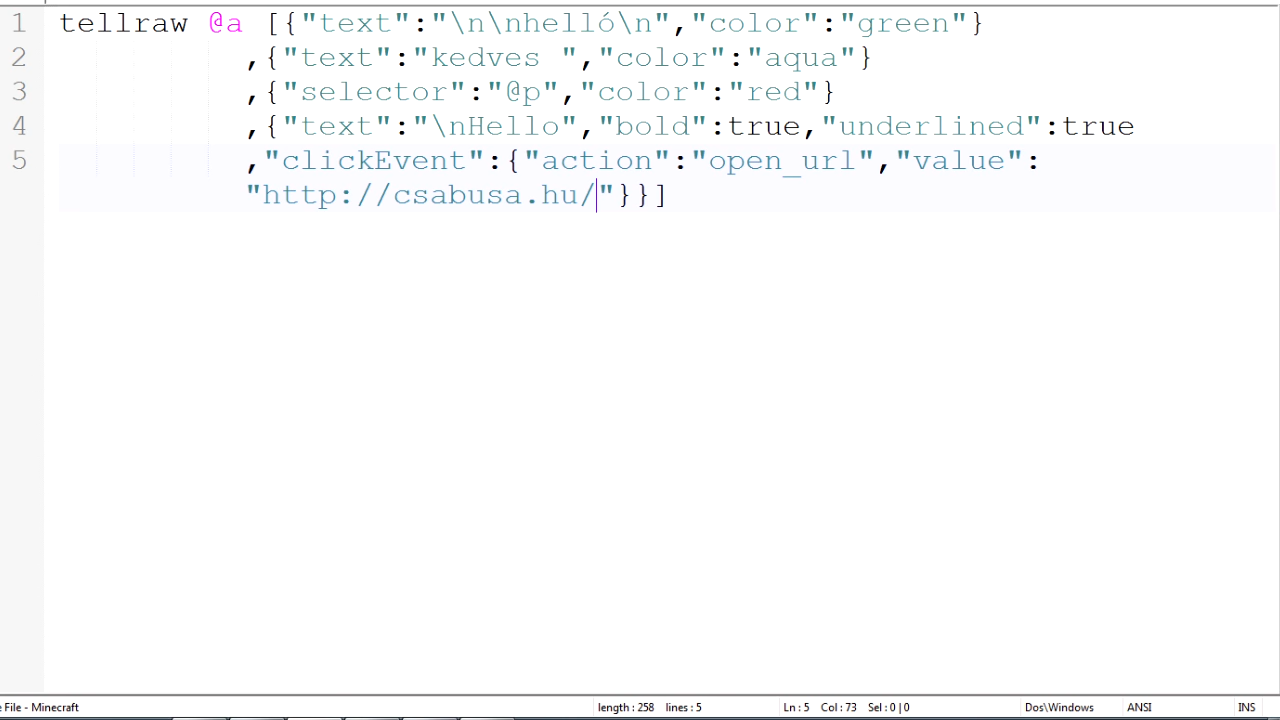 1 tellraw @a [{"text":"\n\nhelló\n","color":"green"}
2 ,{"text":"kedves ","color":"aqua"}
3 ,{"selector":"@p","color":"red"}
4 ,{"text":"\nHello","bold":true,"underlined":true
5 ,"clickEvent":{"action":"open_url","value":
"http://csabusa.hu/"}}]
e File - Minecraft length : 258 lines : 5 Ln : 5 Col : 73 Sel : 0 | 0 Dos\Windows ANSI INS